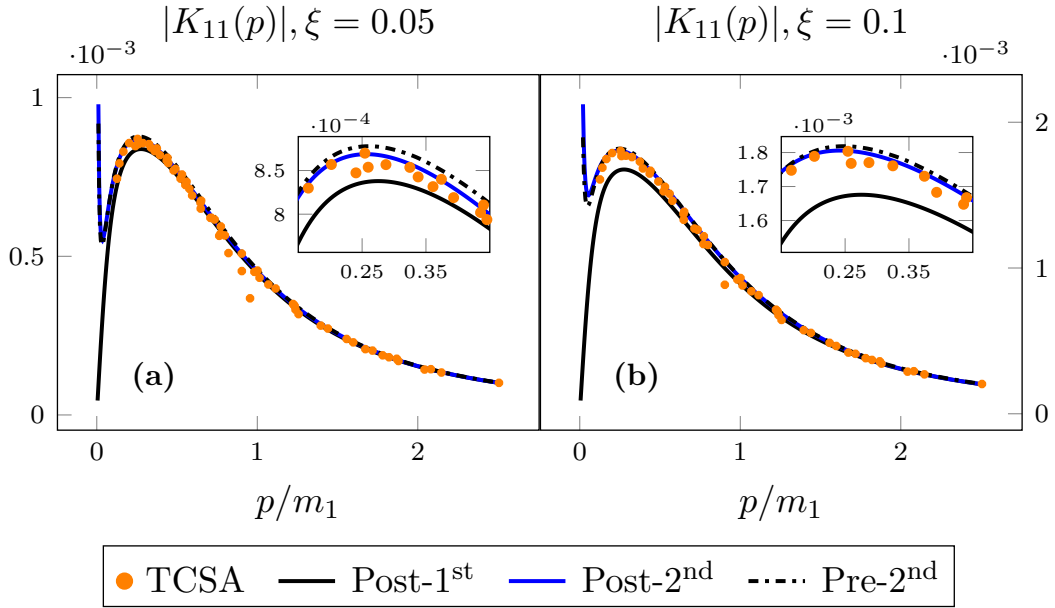 |K₁₁(p)|, ξ = 0.05
|K₁₁(p)|, ξ = 0.1
·10⁻³
·10⁻³
1
0.5
0
2
1
0
·10⁻⁴
8.5
8
0.25 0.35
·10⁻³
1.8
1.7
1.6
0.25 0.35
(a)
(b)
0 1 2
0 1 2
p/m₁
p/m₁
TCSA Post-1ˢᵗ Post-2ⁿᵈ Pre-2ⁿᵈ